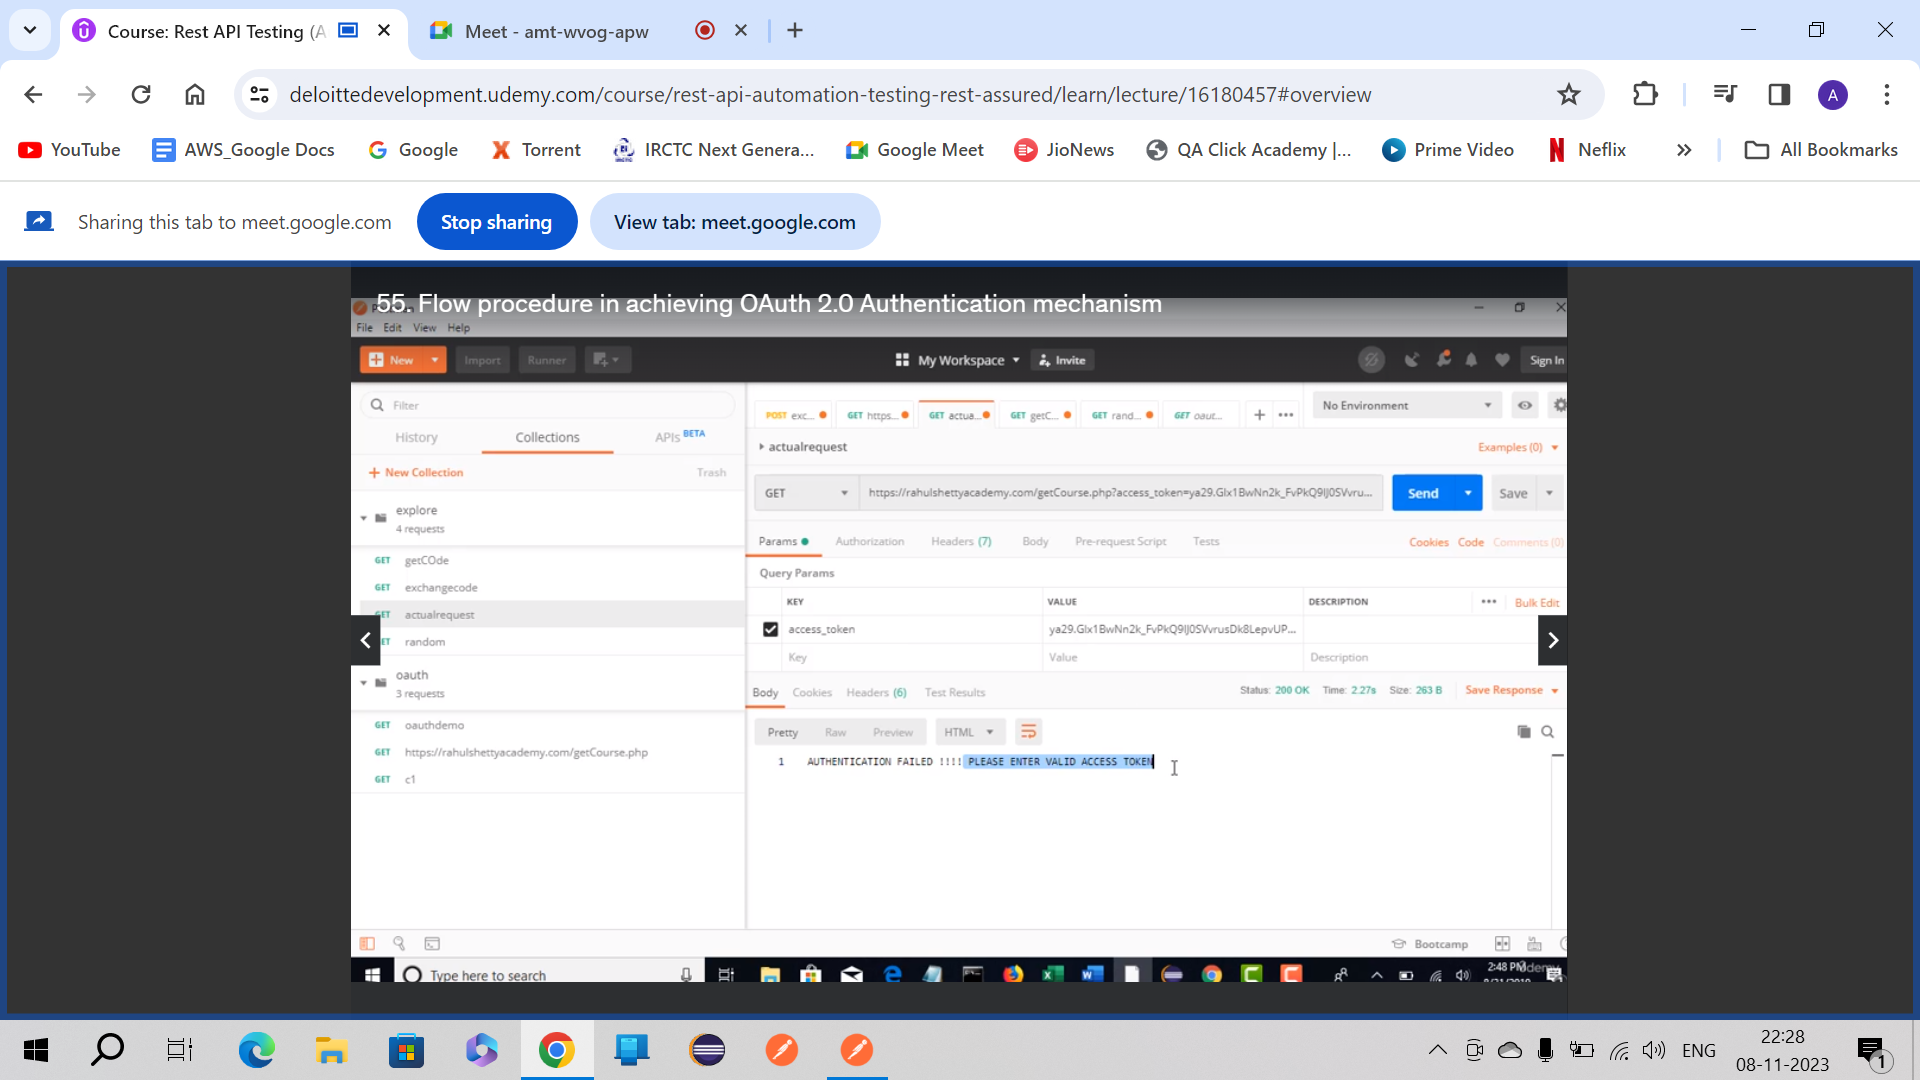 Course: Rest API Testing (A
Meet - amt-wvog-apw
deloittedevelopment.udemy.com/course/rest-api-automation-testing-rest-assured/learn/lecture/16180457#overview
A
YouTube AWS_Google Docs Google Torrent IRCTC Next Genera... Google Meet JioNews QA Click Academy |... Prime Video Neflix » All Bookmarks
Sharing this tab to meet.google.com Stop sharing View tab: meet.google.com
55. Flow procedure in achieving OAuth 2.0 Authentication mechanism
File Edit View Help
New Import Runner My Workspace Invite Sign In
Filter
History Collections APIs BETA
+ New Collection Trash
explore
4 requests
GET getCOde
GET exchangecode
GET actualrequest
random
oauth
3 requests
GET oauthdemo
GET https://rahulshettyacademy.com/getCourse.php
GET c1
POST exc... GET https... GET actua... GET getC... GET rand... GET oaut... No Environment
actualrequest Examples (0)
GET https://rahulshettyacademy.com/getCourse.php?access_token=ya29.Glx1BwNn2k_FvPkQ9lJ0SVvru... Send Save
Params Authorization Headers (7) Body Pre-request Script Tests Cookies Code Comments (0)
Query Params
KEY VALUE DESCRIPTION Bulk Edit
access_token ya29.Glx1BwNn2k_FvPkQ9lJ0SVvrusDk8LepvUP...
Key Value Description
Body Cookies Headers (6) Test Results Status: 200 OK Time: 2.27s Size: 263 B Save Response
Pretty Raw Preview HTML
1 AUTHENTICATION FAILED !!!! PLEASE ENTER VALID ACCESS TOKEN
Bootcamp
Type here to search
2:48 PM
ENG
22:28
08-11-2023
1